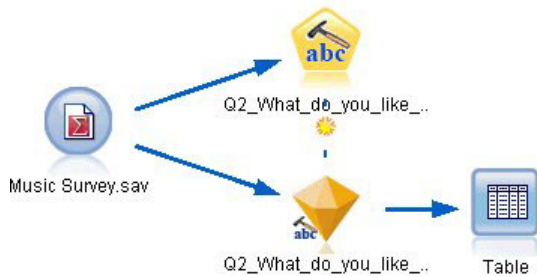 abc
Q2_What_do_you_like_..
Music Survey.sav
abc
Q2_What_do_you_like_..
Table